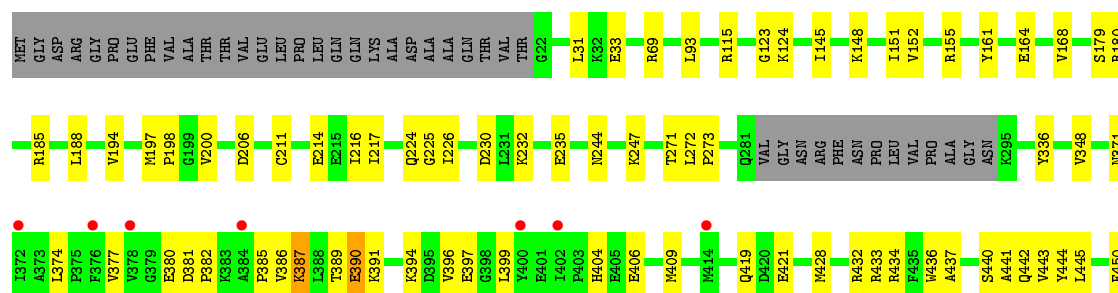 MET GLY ASP ARG GLY PRO GLU PHE VAL ALA THR THR VAL GLU LEU PRO LEU GLN GLN LYS ALA ASP ALA ALA GLN THR VAL THR G22 L31 K32 E33 R69 L93 R115 G123 K124 I145 K148 I151 V152 R155 Y161 E164 V168 S179 R180
R185 L188 V194 M197 P198 G199 V200 D206 C211 E214 E215 I216 I217 Q224 G225 I226 D230 L231 K232 E235 N244 K247 T271 L272 P273 Q281 VAL GLY ASN ARG PHE ASN PRO LEU VAL PRO ALA GLY ASN K295 Y336 V348 N371
I372 A373 L374 P375 F376 V377 V378 G379 E380 D381 P382 K383 A384 P385 V386 K387 L388 T389 E390 K391 K394 D395 V396 E397 G398 L399 Y400 E401 I402 P403 H404 E405 E406 M409 M414 Q419 D420 E421 M428 R432 R433 R434 F435 W436 A437 S440 A441 Q442 V443 Y444 L445